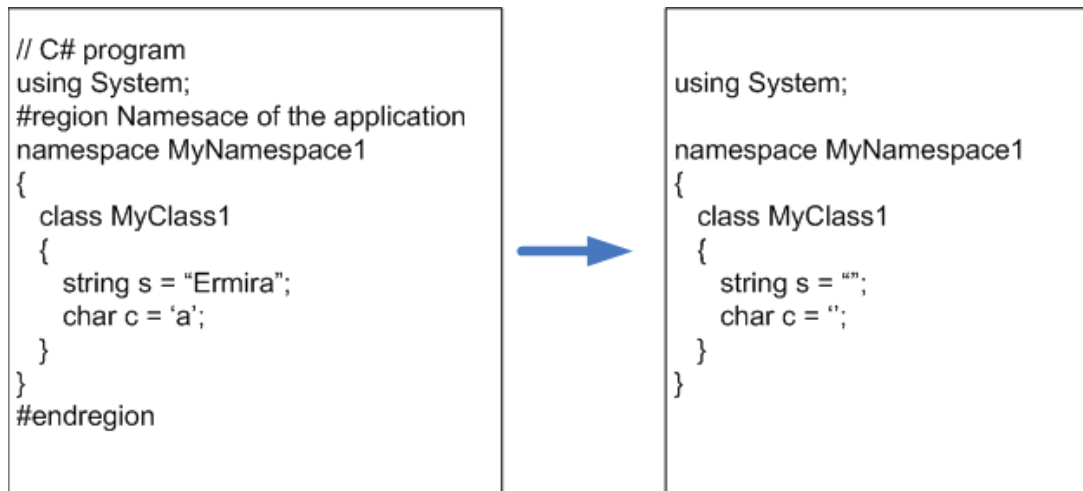 // C# program
using System;
#region Namesace of the application
namespace MyNamespace1
{
class MyClass1
{
string s = “Ermira”;
char c = ‘a’;
}
}
#endregion
using System;
namespace MyNamespace1
{
class MyClass1
{
string s = “”;
char c = ‘’;
}
}